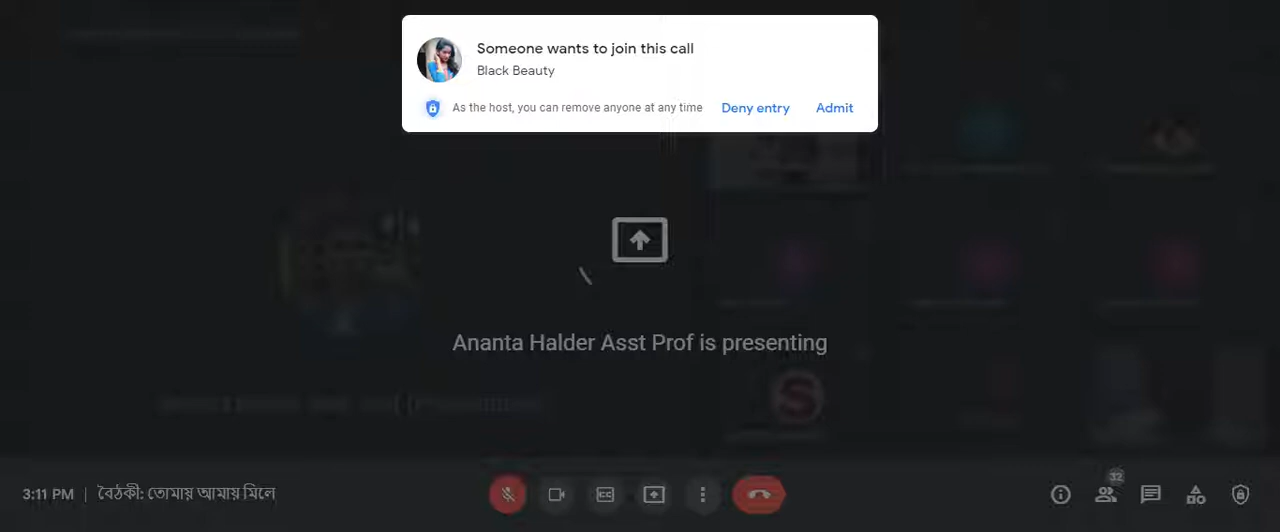 Someone wants to join this call
Black Beauty
As the host, you can remove anyone at any time Deny entry Admit
Ananta Halder Asst Prof is presenting
32
3:11 PM | বৈঠকী: তোমায় আমায় মিলে